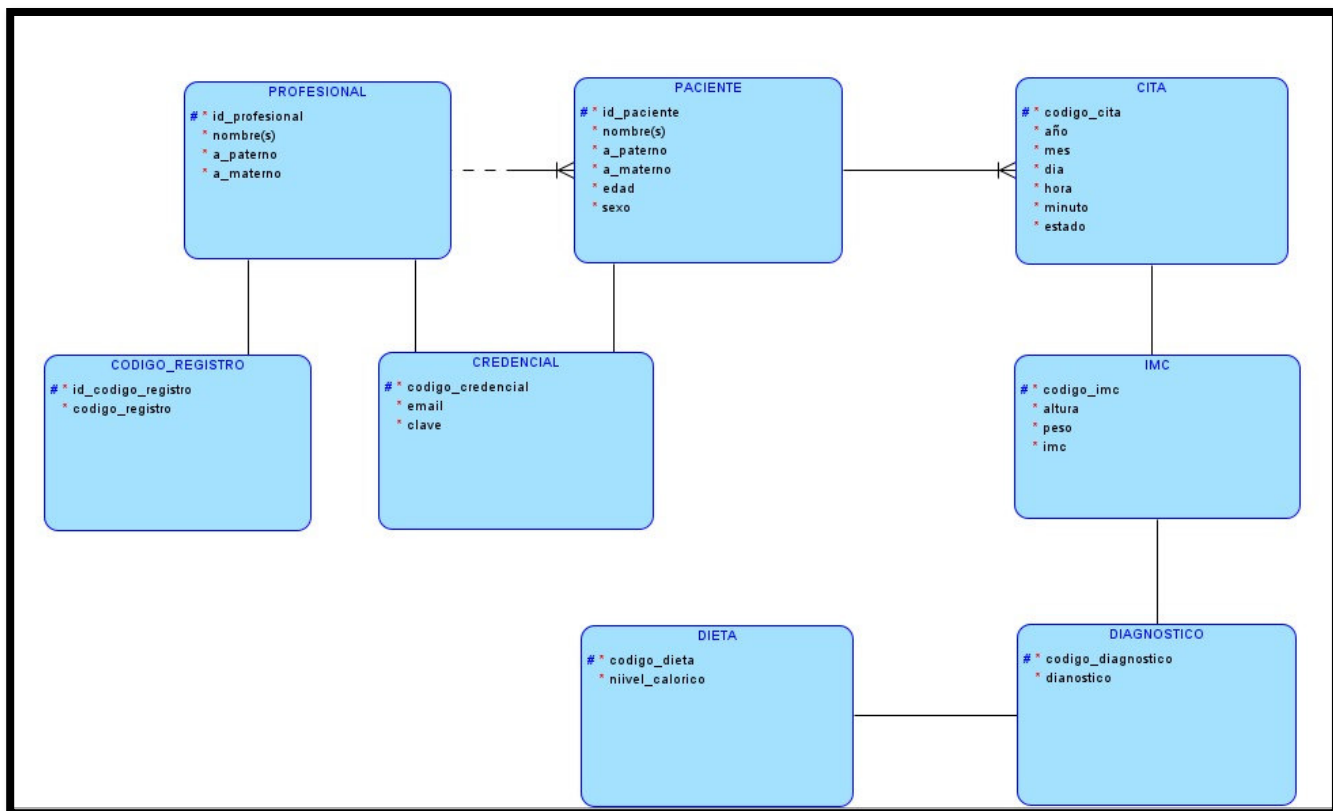 PROFESIONAL
# * id_profesional
* nombre(s)
* a_paterno
* a_materno
PACIENTE
# * id_paciente
* nombre(s)
* a_paterno
* a_materno
* edad
* sexo
CITA
# * codigo_cita
* año
* mes
* dia
* hora
* minuto
* estado
CODIGO_REGISTRO
# * id_codigo_registro
* codigo_registro
CREDENCIAL
# * codigo_credencial
* email
* clave
IMC
# * codigo_imc
* altura
* peso
* imc
DIETA
# * codigo_dieta
* niivel_calorico
DIAGNOSTICO
# * codigo_diagnostico
* dianostico